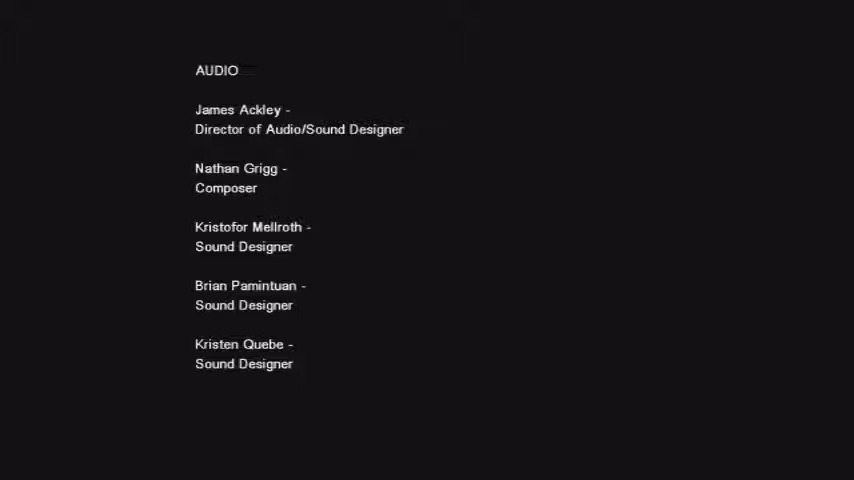 AUDIO
James Ackley -
Director of Audio/Sound Designer
Nathan Grigg -
Composer
Kristofor Mellroth -
Sound Designer
Brian Pamintuan -
Sound Designer
Kristen Quebe -
Sound Designer